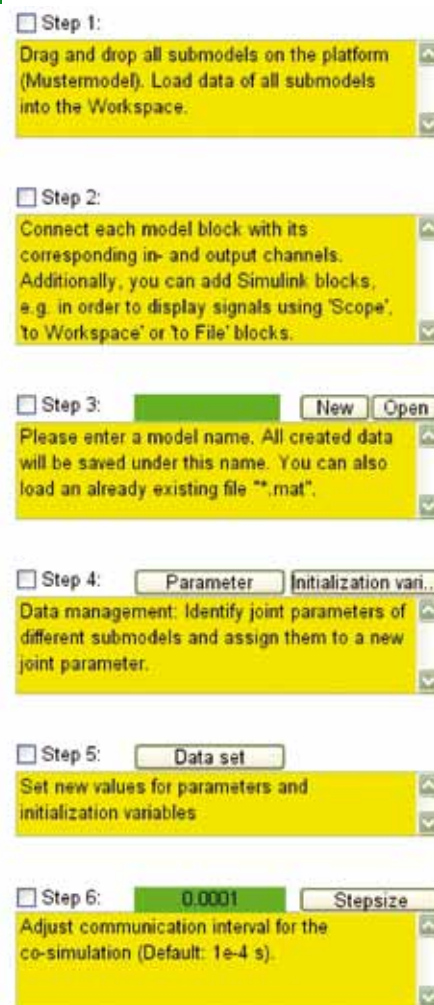 Step 1:
Drag and drop all submodels on the platform
(Mustermodel). Load data of all submodels
into the Workspace.
Step 2:
Connect each model block with its
corresponding in- and output channels.
Additionally, you can add Simulink blocks,
e.g. in order to display signals using 'Scope',
'to Workspace' or 'to File' blocks.
Step 3: New Open
Please enter a model name. All created data
will be saved under this name. You can also
load an already existing file "*.mat".
Step 4: Parameter Initialization vari..
Data management: Identify joint parameters of
different submodels and assign them to a new
joint parameter.
Step 5: Data set
Set new values for parameters and
initialization variables
Step 6: 0.0001 Stepsize
Adjust communication interval for the
co-simulation (Default: 1e-4 s).